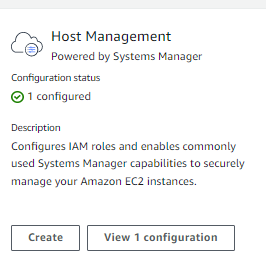 Host Management
Powered by Systems Manager
Configuration status
1 configured
Description
Configures IAM roles and enables commonly
used Systems Manager capabilities to securely
manage your Amazon EC2 instances.
Create
View 1 configuration